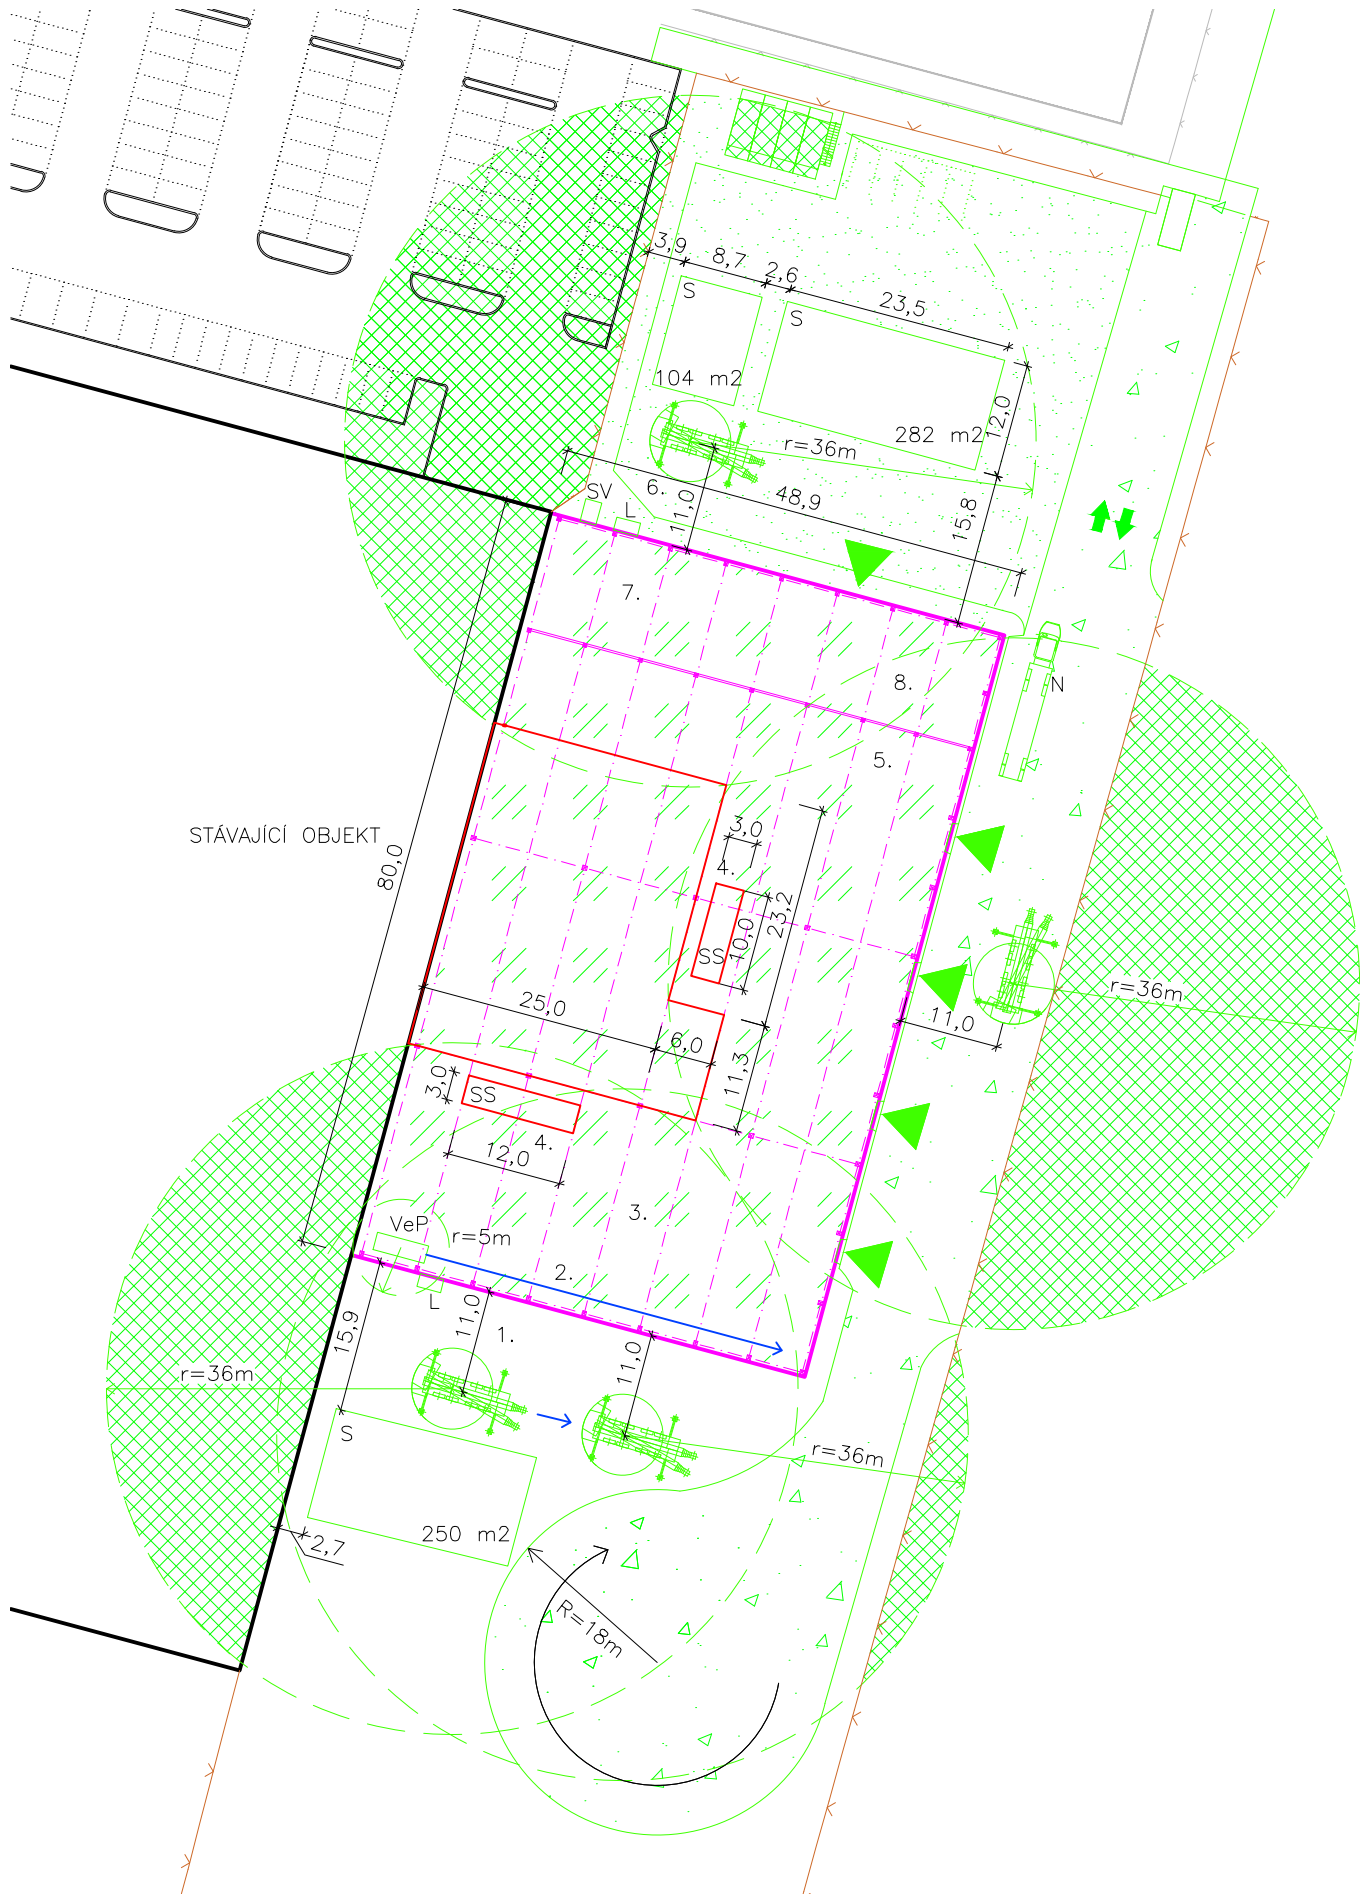 3,9
8,7
2,6
23,5
S
S
104 m2
282 m2
12,0
r=36m
6.
48,9
SV
L
11,0
15,8
7.
8.
N
5.
STÁVAJÍCÍ OBJEKT
80,0
3,0
4.
23,2
10,0
SS
25,0
6,0
11,3
r=36m
11,0
3,0
SS
4.
12,0
3.
VeP
r=5m
2.
L
11,0
1.
15,9
11,0
r=36m
S
r=36m
250 m2
2,7
R=18m